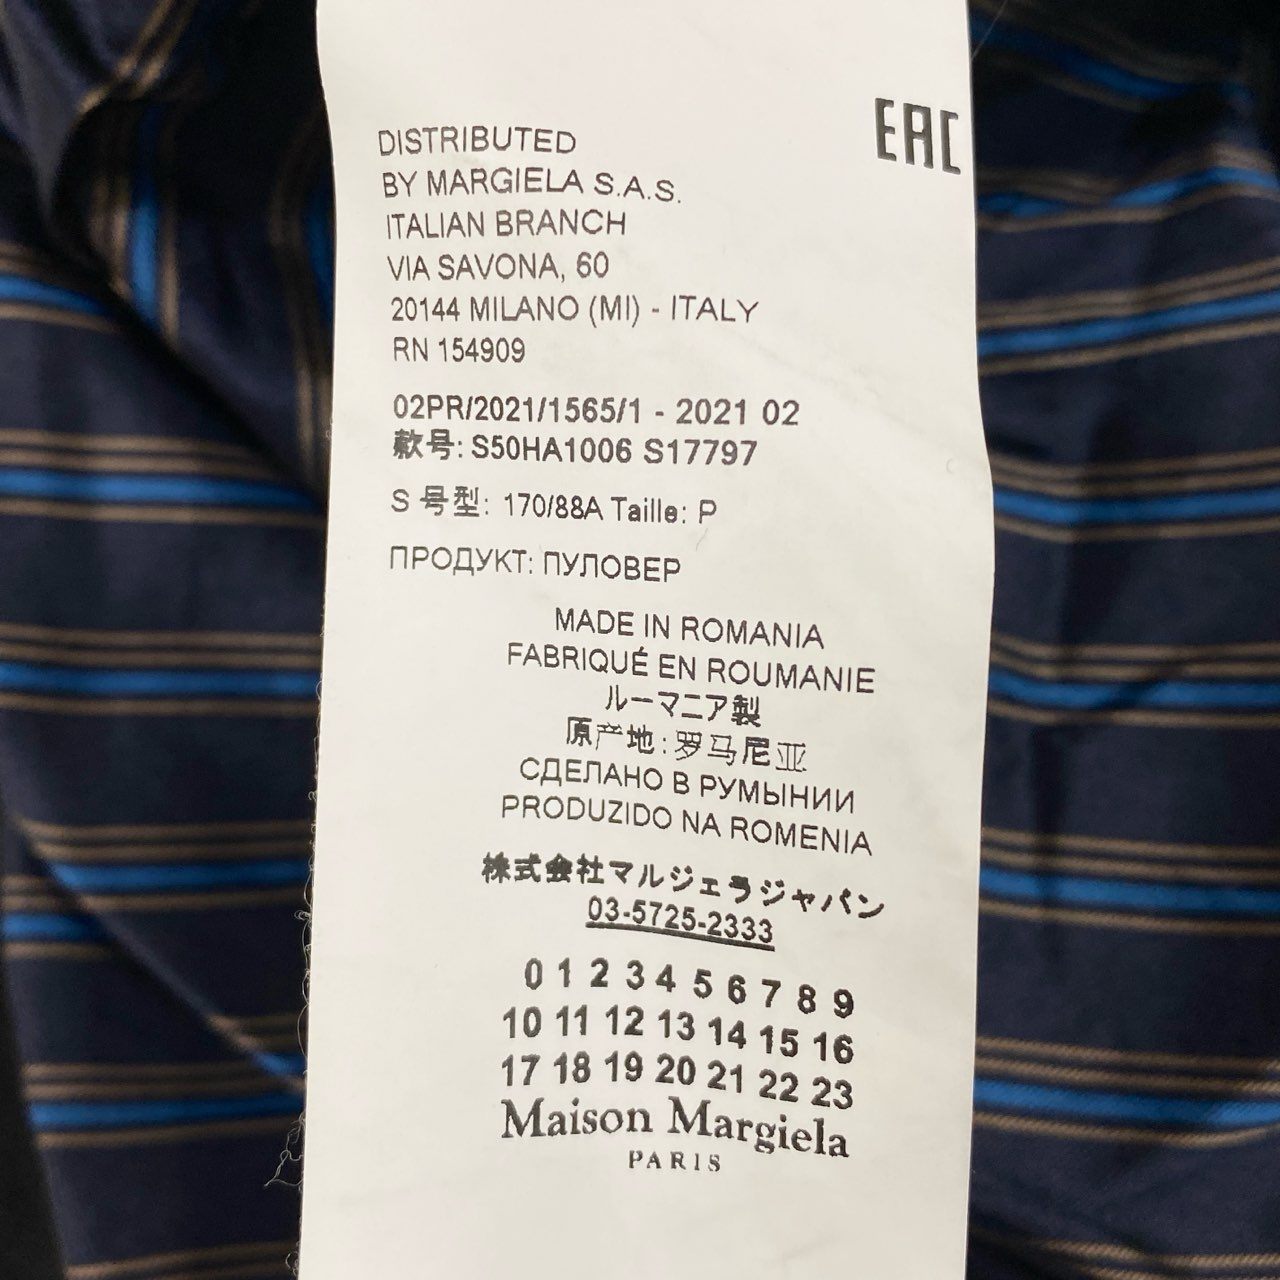 EAC
DISTRIBUTED
BY MARGIELA S.A.S.
ITALIAN BRANCH
VIA SAVONA, 60
20144 MILANO (MI) - ITALY
RN 154909
02PR/2021/1565/1 - 2021 02
款号: S50HA1006 S17797
S 号型: 170/88A Taille: P
ПРОДУКТ: ПУЛОВЕР
MADE IN ROMANIA
FABRIQUÉ EN ROUMANIE
ルーマニア製
原产地: 罗马尼亚
СДЕЛАНО В РУМЫНИИ
PRODUZIDO NA ROMENIA
株式会社マルジェラジャパン
03-5725-2333
0 1 2 3 4 5 6 7 8 9
10 11 12 13 14 15 16
17 18 19 20 21 22 23
Maison Margiela
PARIS